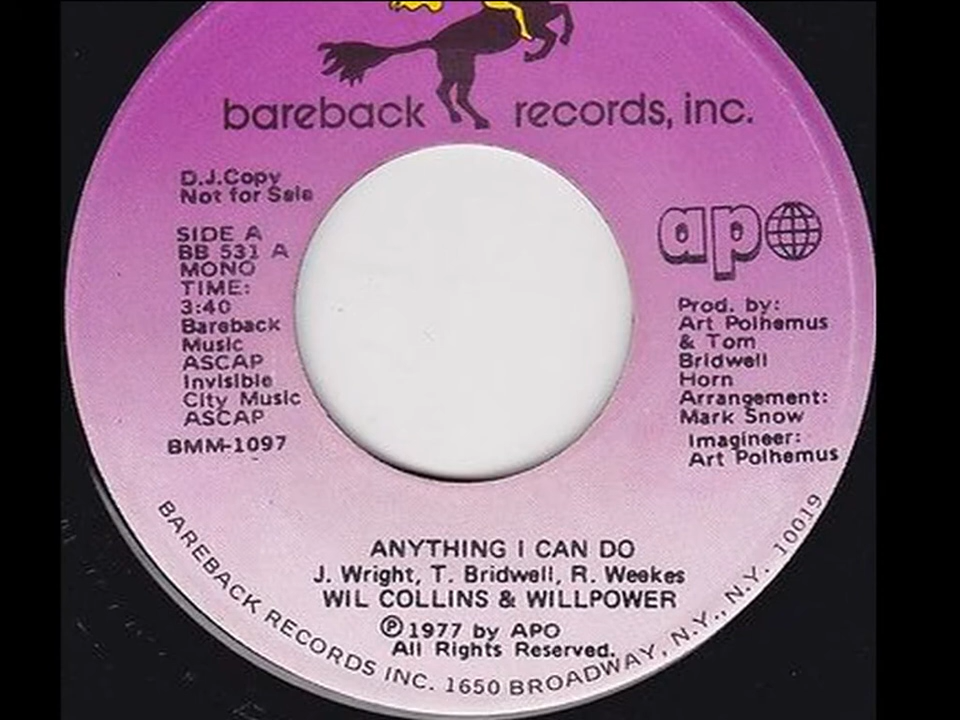 bareback records, inc.
D.J.Copy
Not for Sale
SIDE A
BB 531 A
MONO
TIME:
3:40
Bareback
Music
ASCAP
Invisible
City Music
ASCAP
BMM-1097
apo
Prod. by:
Art Polhemus
& Tom
Bridwell
Horn
Arrangement:
Mark Snow
Imagineer:
Art Polhemus
ANYTHING I CAN DO
J. Wright, T. Bridwell, R. Weekes
WIL COLLINS & WILLPOWER
Ⓟ1977 by APO
All Rights Reserved.
BAREBACK RECORDS INC. 1650 BROADWAY, N.Y., N.Y. 10019